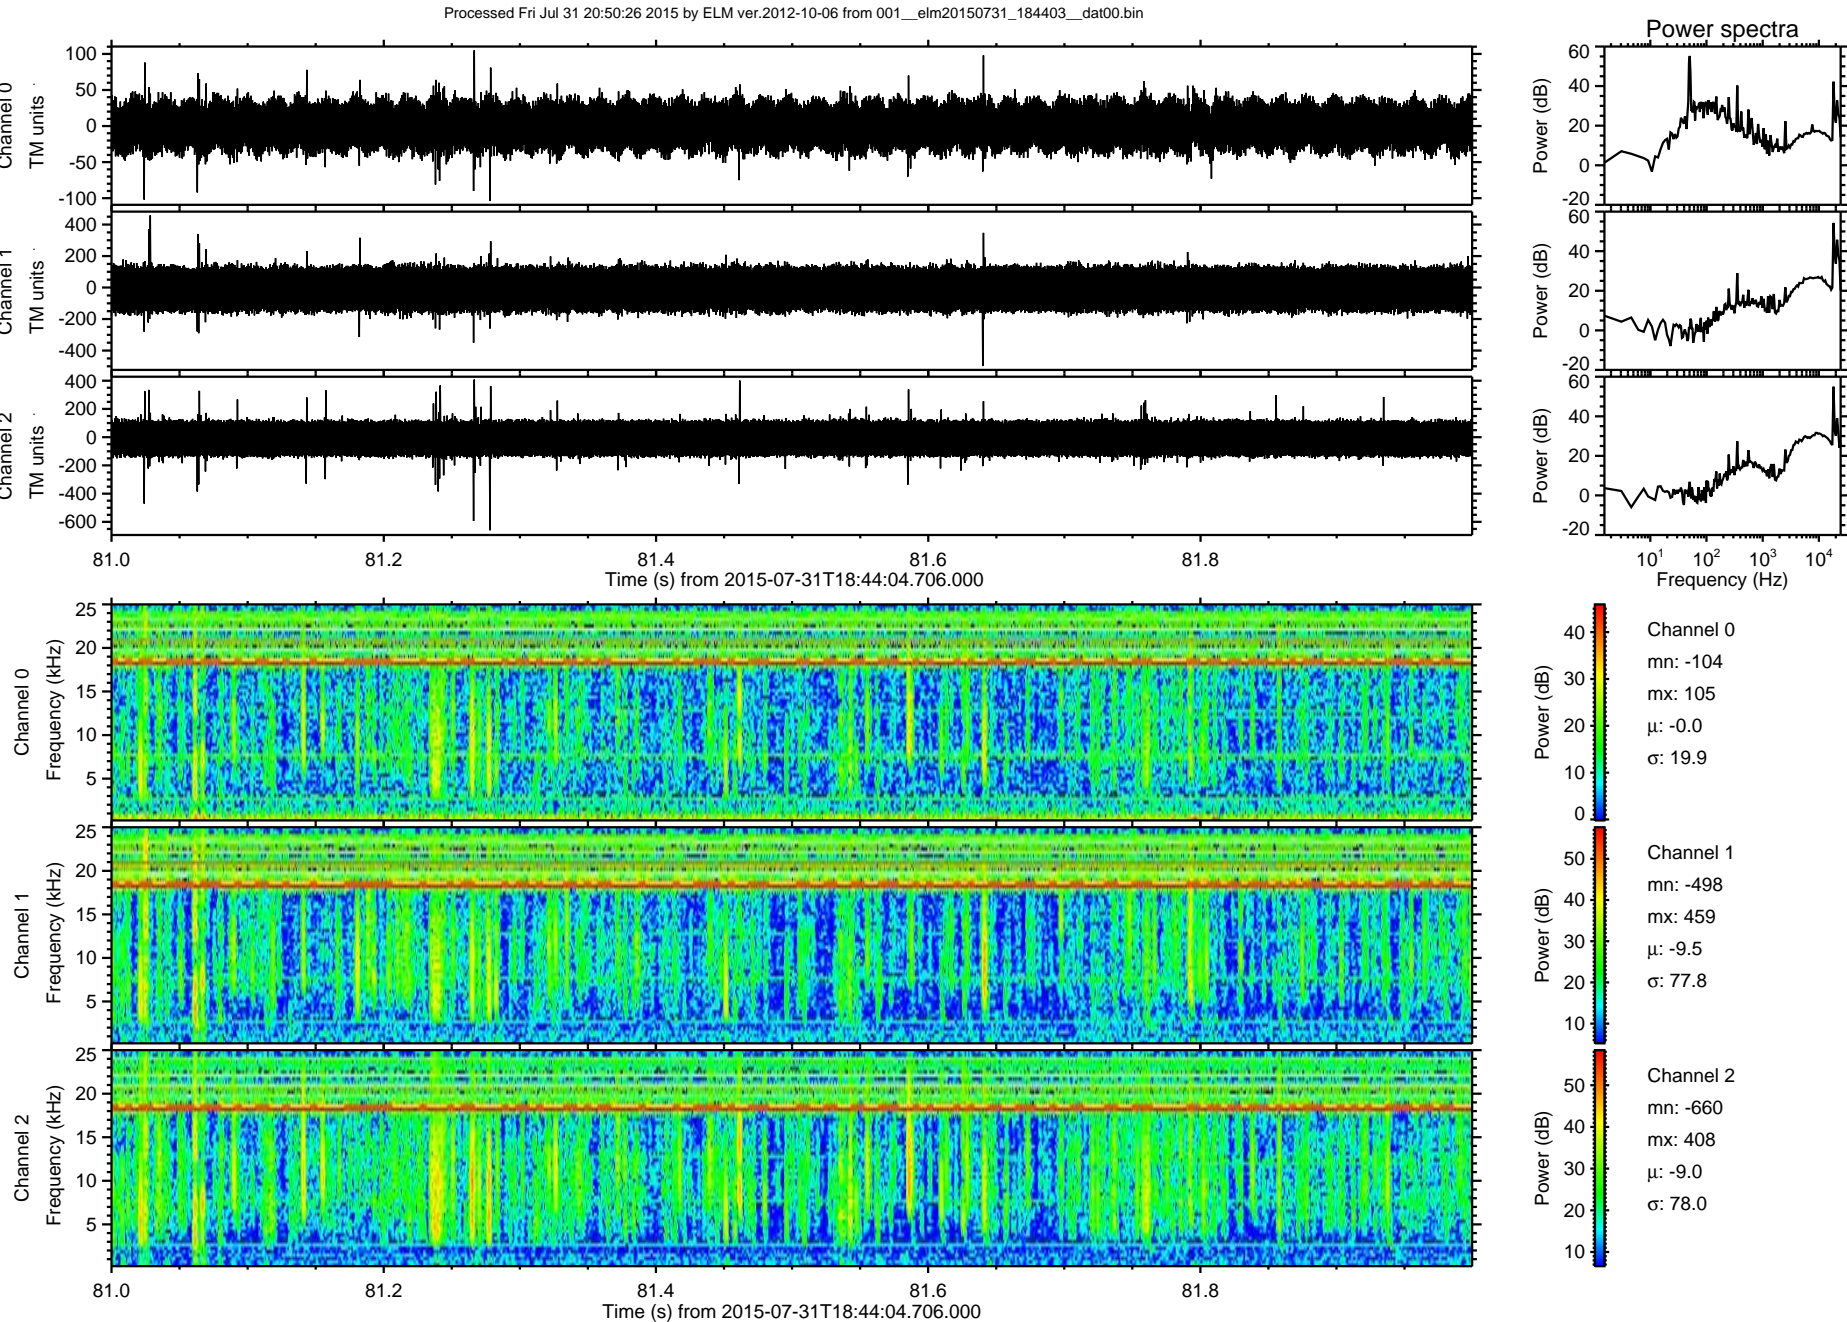 Processed Fri Jul 31 20:50:26 2015 by ELM ver.2012-10-06 from 001__elm20150731_184403__dat00.bin
Power spectra
Channel 0
TM units
100
50
0
-50
-100
Power (dB)
60
40
20
0
-20
Channel 1
TM units
400
200
0
-200
-400
Power (dB)
60
40
20
0
-20
Channel 2
TM units
400
200
0
-200
-400
-600
Power (dB)
60
40
20
0
-20
81.0 81.2 81.4 81.6 81.8
Time (s) from 2015-07-31T18:44:04.706.000
10^1 10^2 10^3 10^4
Frequency (Hz)
Channel 0
Frequency (kHz)
25
20
15
10
5
Power (dB)
40
30
20
10
0
Channel 0
mn: -104
mx: 105
µ: -0.0
σ: 19.9
Channel 1
Frequency (kHz)
25
20
15
10
5
Power (dB)
50
40
30
20
10
Channel 1
mn: -498
mx: 459
µ: -9.5
σ: 77.8
Channel 2
Frequency (kHz)
25
20
15
10
5
Power (dB)
50
40
30
20
10
Channel 2
mn: -660
mx: 408
µ: -9.0
σ: 78.0
81.0 81.2 81.4 81.6 81.8
Time (s) from 2015-07-31T18:44:04.706.000